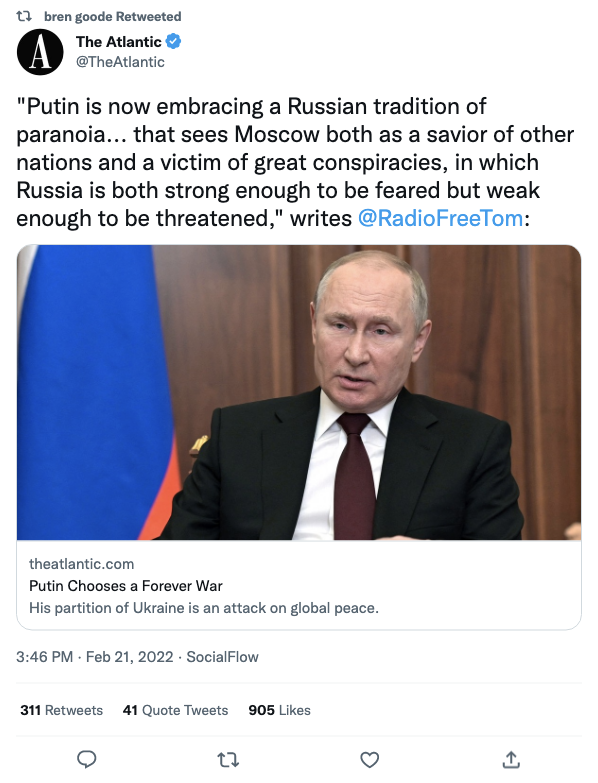 bren goode Retweeted
A
The Atlantic
@TheAtlantic
"Putin is now embracing a Russian tradition of
paranoia... that sees Moscow both as a savior of other
nations and a victim of great conspiracies, in which
Russia is both strong enough to be feared but weak
enough to be threatened," writes @RadioFreeTom:
theatlantic.com
Putin Chooses a Forever War
His partition of Ukraine is an attack on global peace.
3:46 PM · Feb 21, 2022 · SocialFlow
311 Retweets 41 Quote Tweets 905 Likes